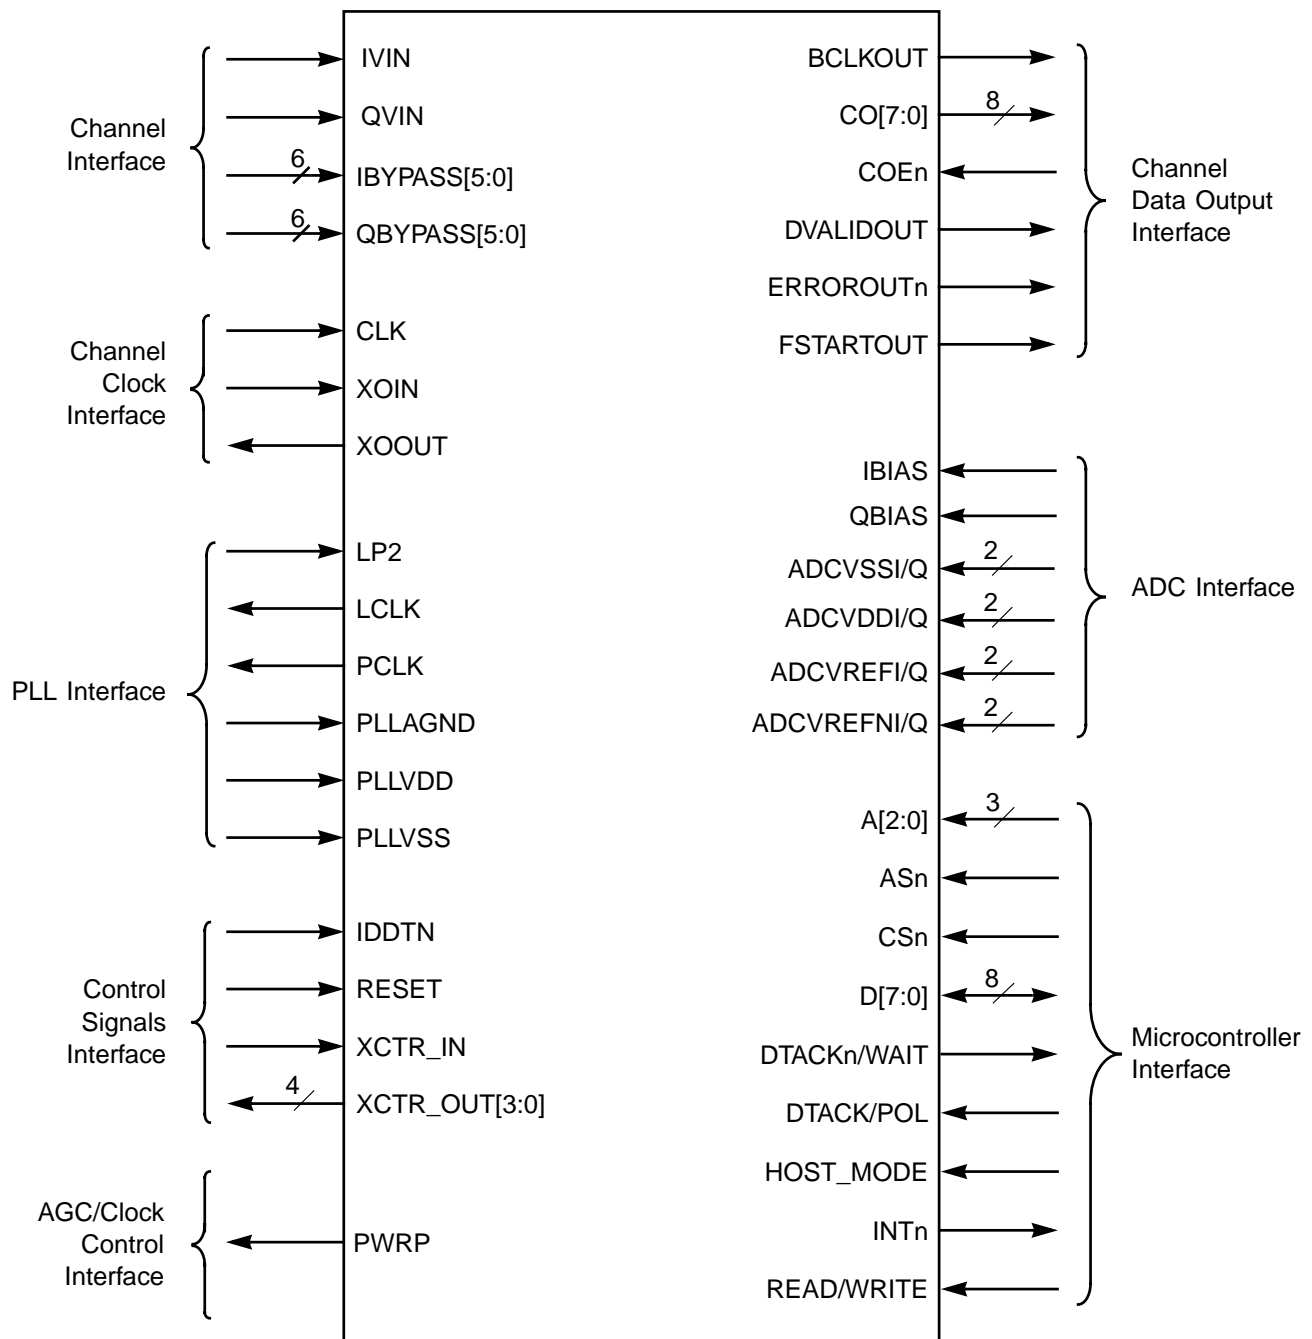 Channel
Interface
IVIN
QVIN
6
IBYPASS[5:0]
6
QBYPASS[5:0]
Channel
Clock
Interface
CLK
XOIN
XOOUT
PLL Interface
LP2
LCLK
PCLK
PLLAGND
PLLVDD
PLLVSS
Control
Signals
Interface
IDDTN
RESET
XCTR_IN
4
XCTR_OUT[3:0]
AGC/Clock
Control
Interface
PWRP
BCLKOUT
CO[7:0]
8
COEn
DVALIDOUT
ERROROUTn
FSTARTOUT
Channel
Data Output
Interface
IBIAS
QBIAS
ADCVSSI/Q
2
ADCVDDI/Q
2
ADCVREFI/Q
2
ADCVREFNI/Q
2
ADC Interface
A[2:0]
3
ASn
CSn
D[7:0]
8
DTACKn/WAIT
DTACK/POL
HOST_MODE
INTn
READ/WRITE
Microcontroller
Interface